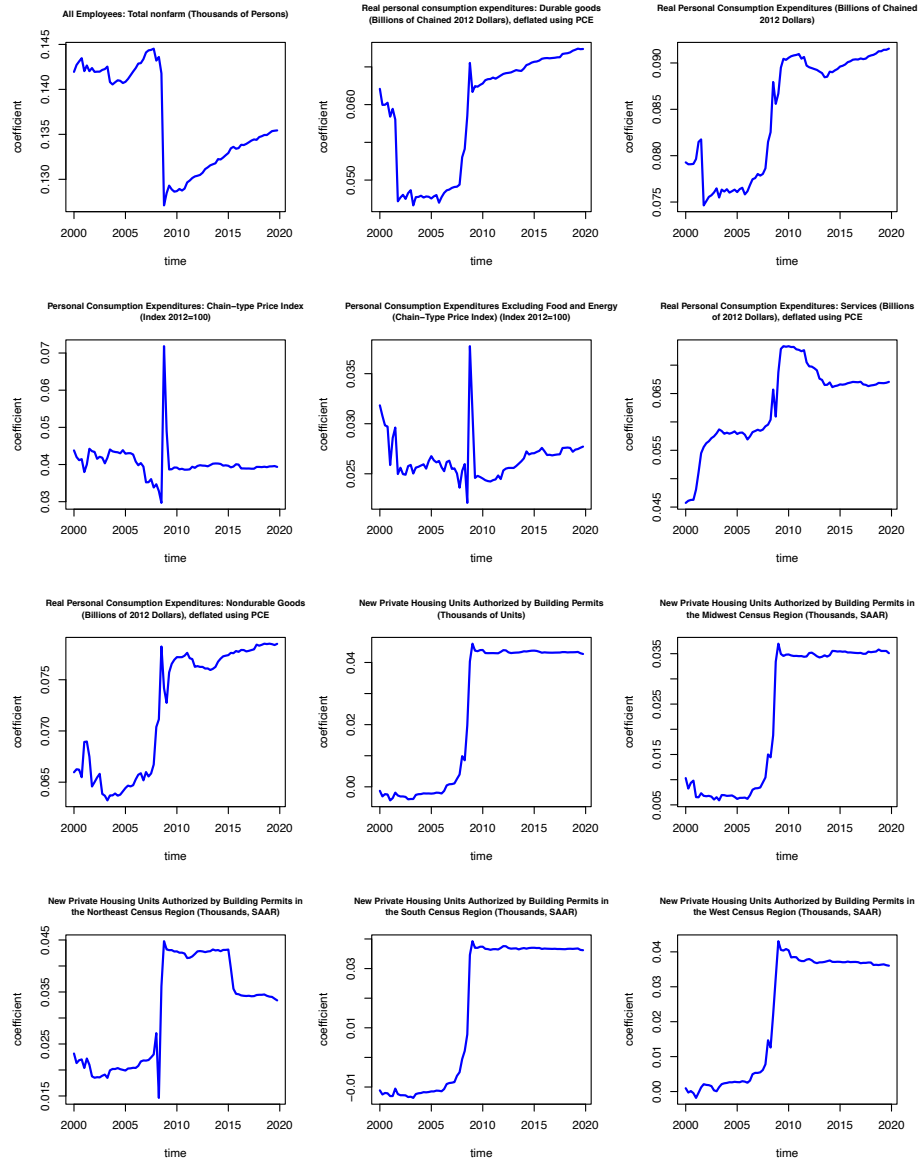 All Employees: Total nonfarm (Thousands of Persons)
coefficient
0.130 0.135 0.140 0.145
2000 2005 2010 2015 2020
time
Real personal consumption expenditures: Durable goods
(Billions of Chained 2012 Dollars), deflated using PCE
coefficient
0.050 0.060
2000 2005 2010 2015 2020
time
Real Personal Consumption Expenditures (Billions of Chained
2012 Dollars)
coefficient
0.075 0.080 0.085 0.090
2000 2005 2010 2015 2020
time
Personal Consumption Expenditures: Chain−type Price Index
(Index 2012=100)
coefficient
0.03 0.04 0.05 0.06 0.07
2000 2005 2010 2015 2020
time
Personal Consumption Expenditures Excluding Food and Energy
(Chain−Type Price Index) (Index 2012=100)
coefficient
0.025 0.030 0.035
2000 2005 2010 2015 2020
time
Real Personal Consumption Expenditures: Services (Billions
of 2012 Dollars), deflated using PCE
coefficient
0.045 0.055 0.065
2000 2005 2010 2015 2020
time
Real Personal Consumption Expenditures: Nondurable Goods
(Billions of 2012 Dollars), deflated using PCE
coefficient
0.065 0.070 0.075
2000 2005 2010 2015 2020
time
New Private Housing Units Authorized by Building Permits
(Thousands of Units)
coefficient
0.00 0.02 0.04
2000 2005 2010 2015 2020
time
New Private Housing Units Authorized by Building Permits in
the Midwest Census Region (Thousands, SAAR)
coefficient
0.005 0.015 0.025 0.035
2000 2005 2010 2015 2020
time
New Private Housing Units Authorized by Building Permits in
the Northeast Census Region (Thousands, SAAR)
coefficient
0.015 0.025 0.035 0.045
2000 2005 2010 2015 2020
time
New Private Housing Units Authorized by Building Permits in
the South Census Region (Thousands, SAAR)
coefficient
−0.01 0.01 0.03
2000 2005 2010 2015 2020
time
New Private Housing Units Authorized by Building Permits in
the West Census Region (Thousands, SAAR)
coefficient
0.00 0.01 0.02 0.03 0.04
2000 2005 2010 2015 2020
time